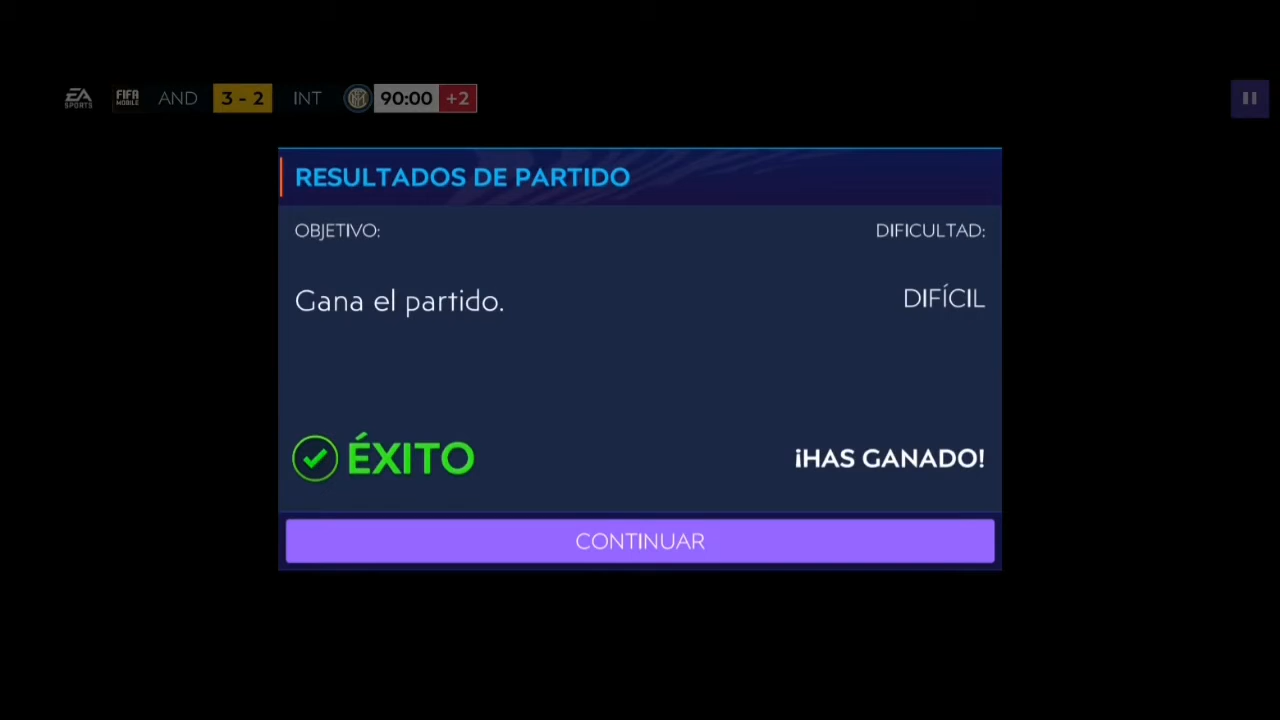 EA SPORTS FIFA MOBILE AND 3 - 2 INT 90:00 +2
RESULTADOS DE PARTIDO
OBJETIVO: DIFICULTAD:
Gana el partido. DIFÍCIL
ÉXITO ¡HAS GANADO!
CONTINUAR